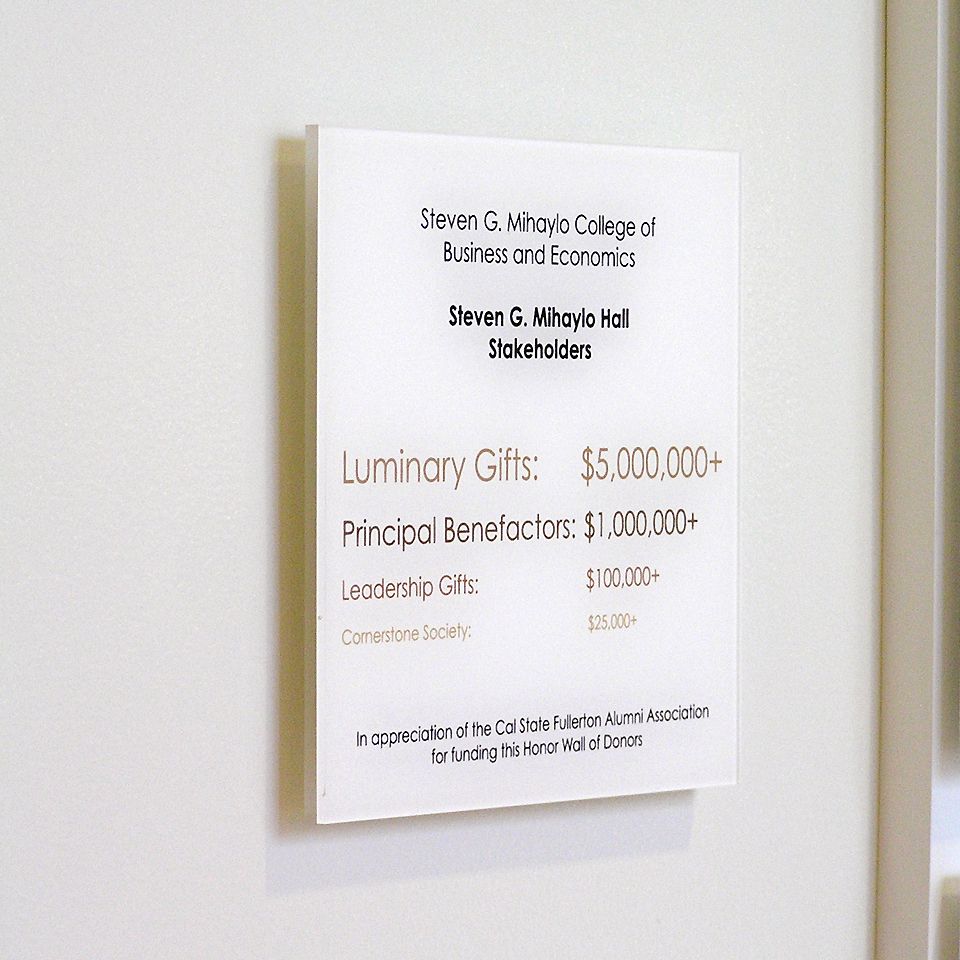 Steven G. Mihaylo College of
Business and Economics
Steven G. Mihaylo Hall
Stakeholders
Luminary Gifts: $5,000,000+
Principal Benefactors: $1,000,000+
Leadership Gifts: $100,000+
Cornerstone Society: $25,000+
In appreciation of the Cal State Fullerton Alumni Association
for funding this Honor Wall of Donors